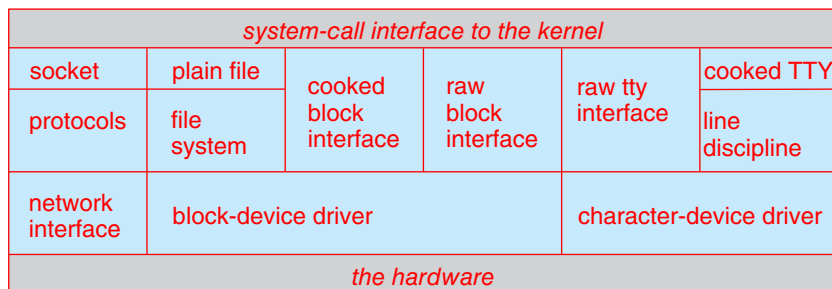 system-call interface to the kernel
socket
plain file
cooked
block
interface
raw
block
interface
raw tty
interface
cooked TTY
protocols
file
system
line
discipline
network
interface
block-device driver
character-device driver
the hardware